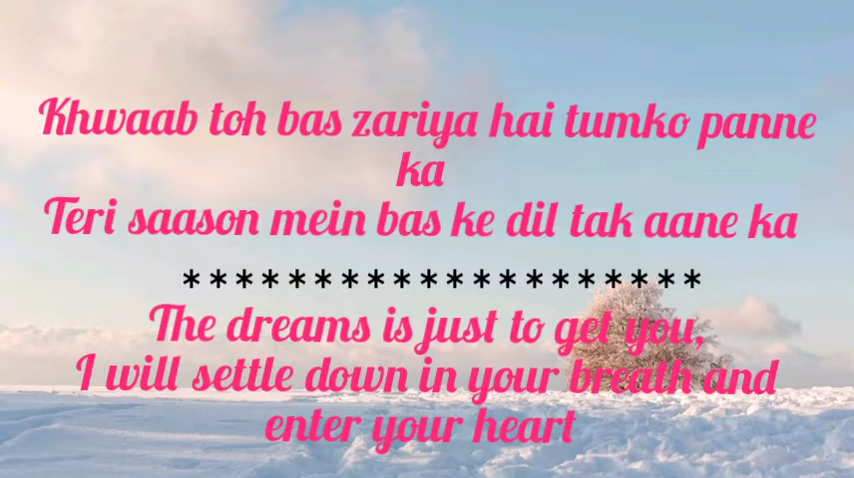 Khwaab toh bas zariya hai tumko panne
ka
Teri saason mein bas ke dil tak aane ka
********************
The dreams is just to get you,
I will settle down in your breath and
enter your heart